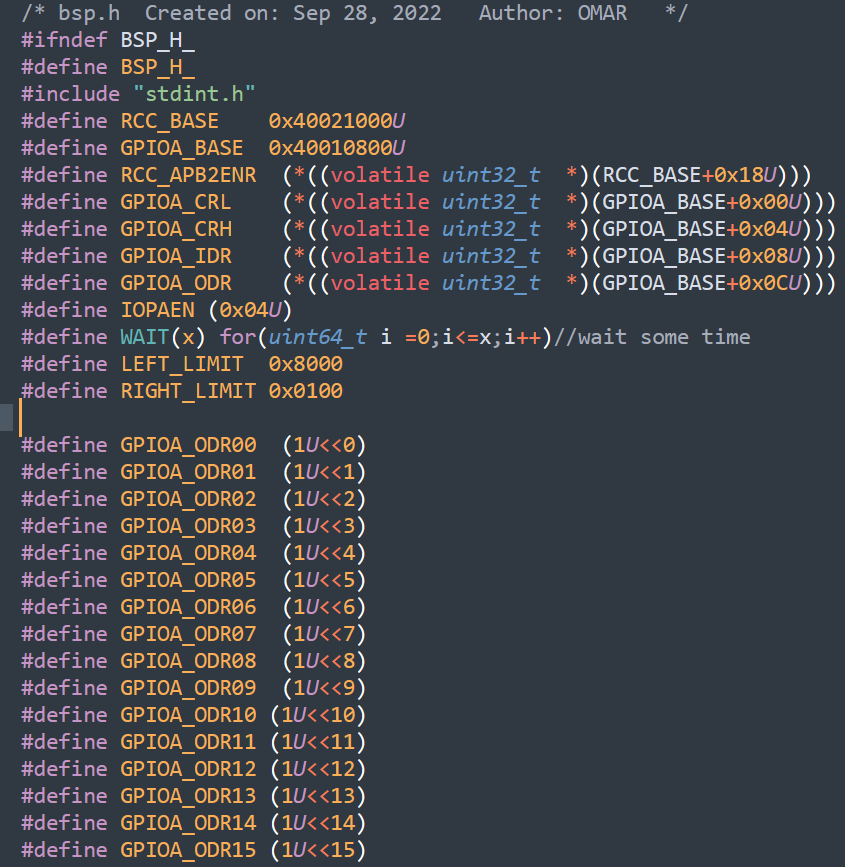 /* bsp.h  Created on: Sep 28, 2022   Author: OMAR   */
#ifndef BSP_H_
#define BSP_H_
#include "stdint.h"
#define RCC_BASE    0x40021000U
#define GPIOA_BASE  0x40010800U
#define RCC_APB2ENR  (*((volatile uint32_t  *)(RCC_BASE+0x18U)))
#define GPIOA_CRL    (*((volatile uint32_t  *)(GPIOA_BASE+0x00U)))
#define GPIOA_CRH    (*((volatile uint32_t  *)(GPIOA_BASE+0x04U)))
#define GPIOA_IDR    (*((volatile uint32_t  *)(GPIOA_BASE+0x08U)))
#define GPIOA_ODR    (*((volatile uint32_t  *)(GPIOA_BASE+0x0CU)))
#define IOPAEN (0x04U)
#define WAIT(x) for(uint64_t i =0;i<=x;i++)//wait some time
#define LEFT_LIMIT  0x8000
#define RIGHT_LIMIT 0x0100
#define GPIOA_ODR00  (1U<<0)
#define GPIOA_ODR01  (1U<<1)
#define GPIOA_ODR02  (1U<<2)
#define GPIOA_ODR03  (1U<<3)
#define GPIOA_ODR04  (1U<<4)
#define GPIOA_ODR05  (1U<<5)
#define GPIOA_ODR06  (1U<<6)
#define GPIOA_ODR07  (1U<<7)
#define GPIOA_ODR08  (1U<<8)
#define GPIOA_ODR09  (1U<<9)
#define GPIOA_ODR10 (1U<<10)
#define GPIOA_ODR11 (1U<<11)
#define GPIOA_ODR12 (1U<<12)
#define GPIOA_ODR13 (1U<<13)
#define GPIOA_ODR14 (1U<<14)
#define GPIOA_ODR15 (1U<<15)